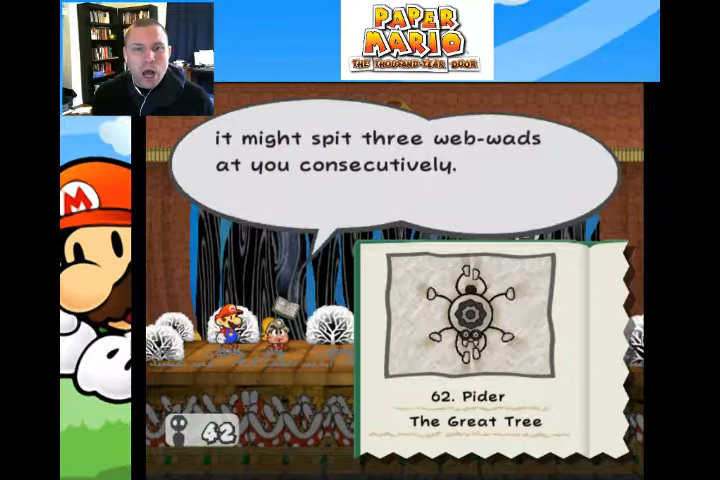 PAPER
MARIO
THE THOUSAND-YEAR DOOR
it might spit three web-wads
at you consecutively.
M
62. Pider
The Great Tree
42